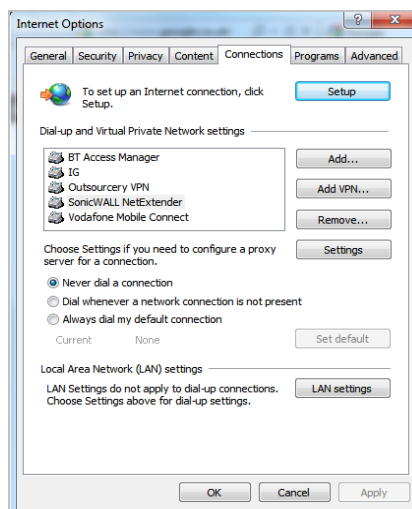 Internet Options
General
Security
Privacy
Content
Connections
Programs
Advanced
To set up an Internet connection, click
Setup.
Setup
Dial-up and Virtual Private Network settings
BT Access Manager
IG
Outsourcery VPN
SonicWALL NetExtender
Vodafone Mobile Connect
Add...
Add VPN...
Remove...
Choose Settings if you need to configure a proxy
server for a connection.
Settings
Never dial a connection
Dial whenever a network connection is not present
Always dial my default connection
Current
None
Set default
Local Area Network (LAN) settings
LAN Settings do not apply to dial-up connections.
Choose Settings above for dial-up settings.
LAN settings
OK
Cancel
Apply